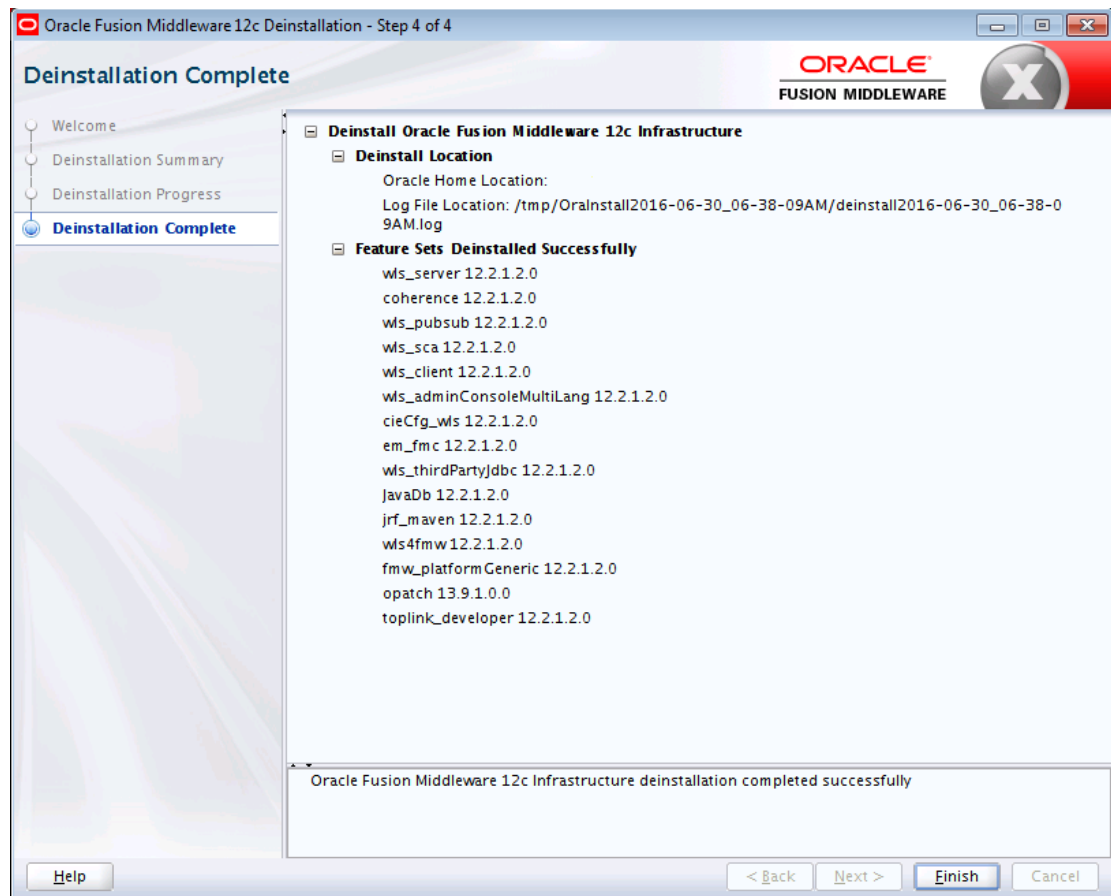 Oracle Fusion Middleware 12c Deinstallation - Step 4 of 4
Deinstallation Complete
ORACLE
FUSION MIDDLEWARE
Welcome
Deinstallation Summary
Deinstallation Progress
Deinstallation Complete
Deinstall Oracle Fusion Middleware 12c Infrastructure
Deinstall Location
Oracle Home Location:
Log File Location: /tmp/OraInstall2016-06-30_06-38-09AM/deinstall2016-06-30_06-38-0
9AM.log
Feature Sets Deinstalled Successfully
wls_server 12.2.1.2.0
coherence 12.2.1.2.0
wls_pubsub 12.2.1.2.0
wls_sca 12.2.1.2.0
wls_client 12.2.1.2.0
wls_adminConsoleMultiLang 12.2.1.2.0
cieCfg_wls 12.2.1.2.0
em_fmc 12.2.1.2.0
wls_thirdPartyJdbc 12.2.1.2.0
JavaDb 12.2.1.2.0
jrf_maven 12.2.1.2.0
wls4fmw 12.2.1.2.0
fmw_platformGeneric 12.2.1.2.0
opatch 13.9.1.0.0
toplink_developer 12.2.1.2.0
Oracle Fusion Middleware 12c Infrastructure deinstallation completed successfully
Help
< Back
Next >
Finish
Cancel